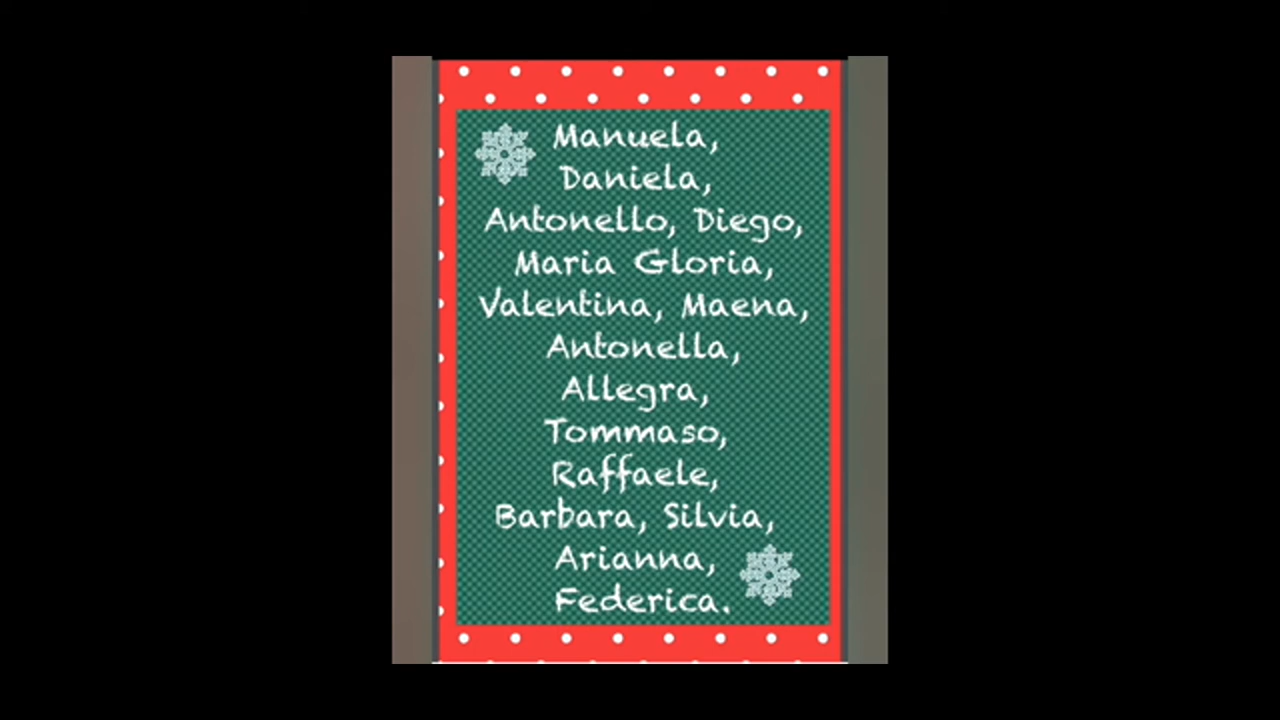 Manuela,
Daniela,
Antonello, Diego,
Maria Gloria,
Valentina, Maena,
Antonella,
Allegra,
Tommaso,
Raffaele,
Barbara, Silvia,
Arianna,
Federica.